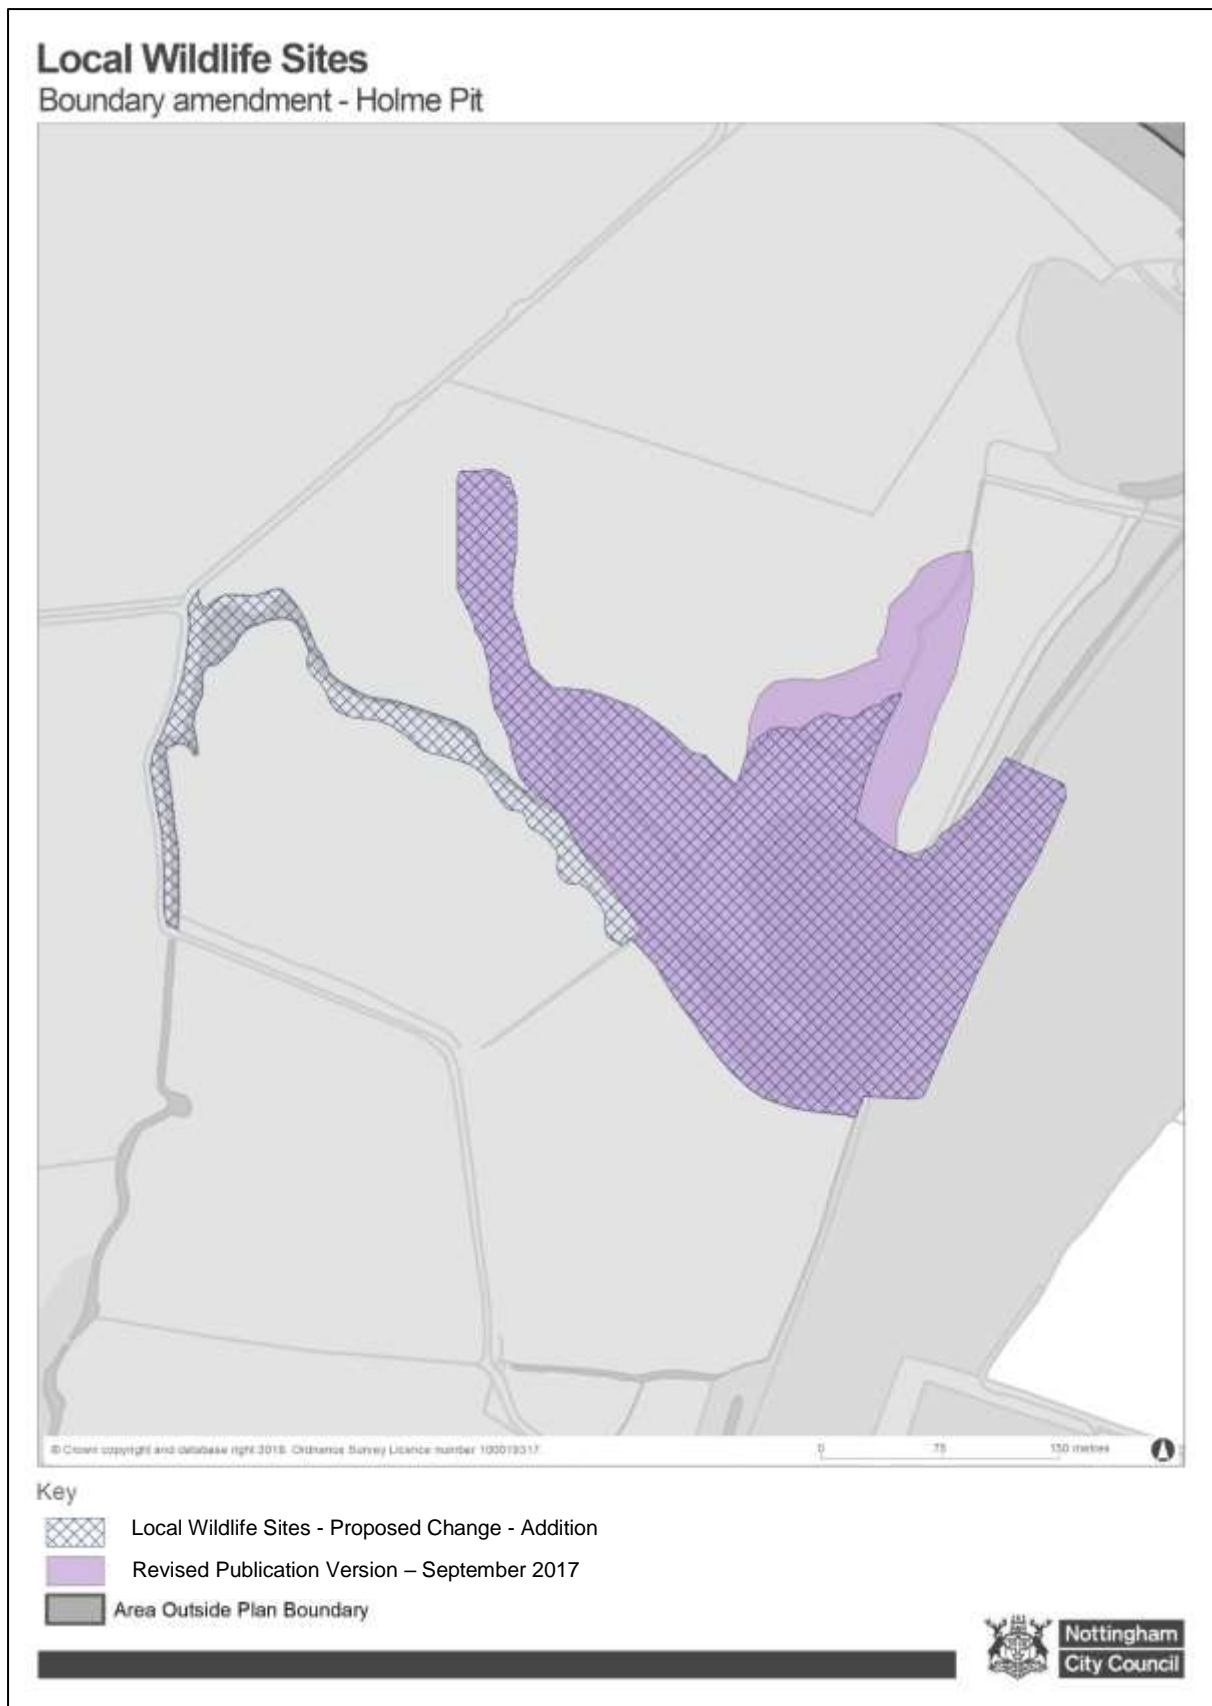 Local Wildlife Sites
Boundary amendment - Holme Pit
© Crown copyright and database right 2018. Ordnance Survey Licence number 100019317.
0 75 150 metres
Key
Local Wildlife Sites - Proposed Change - Addition
Revised Publication Version – September 2017
Area Outside Plan Boundary
Nottingham
City Council